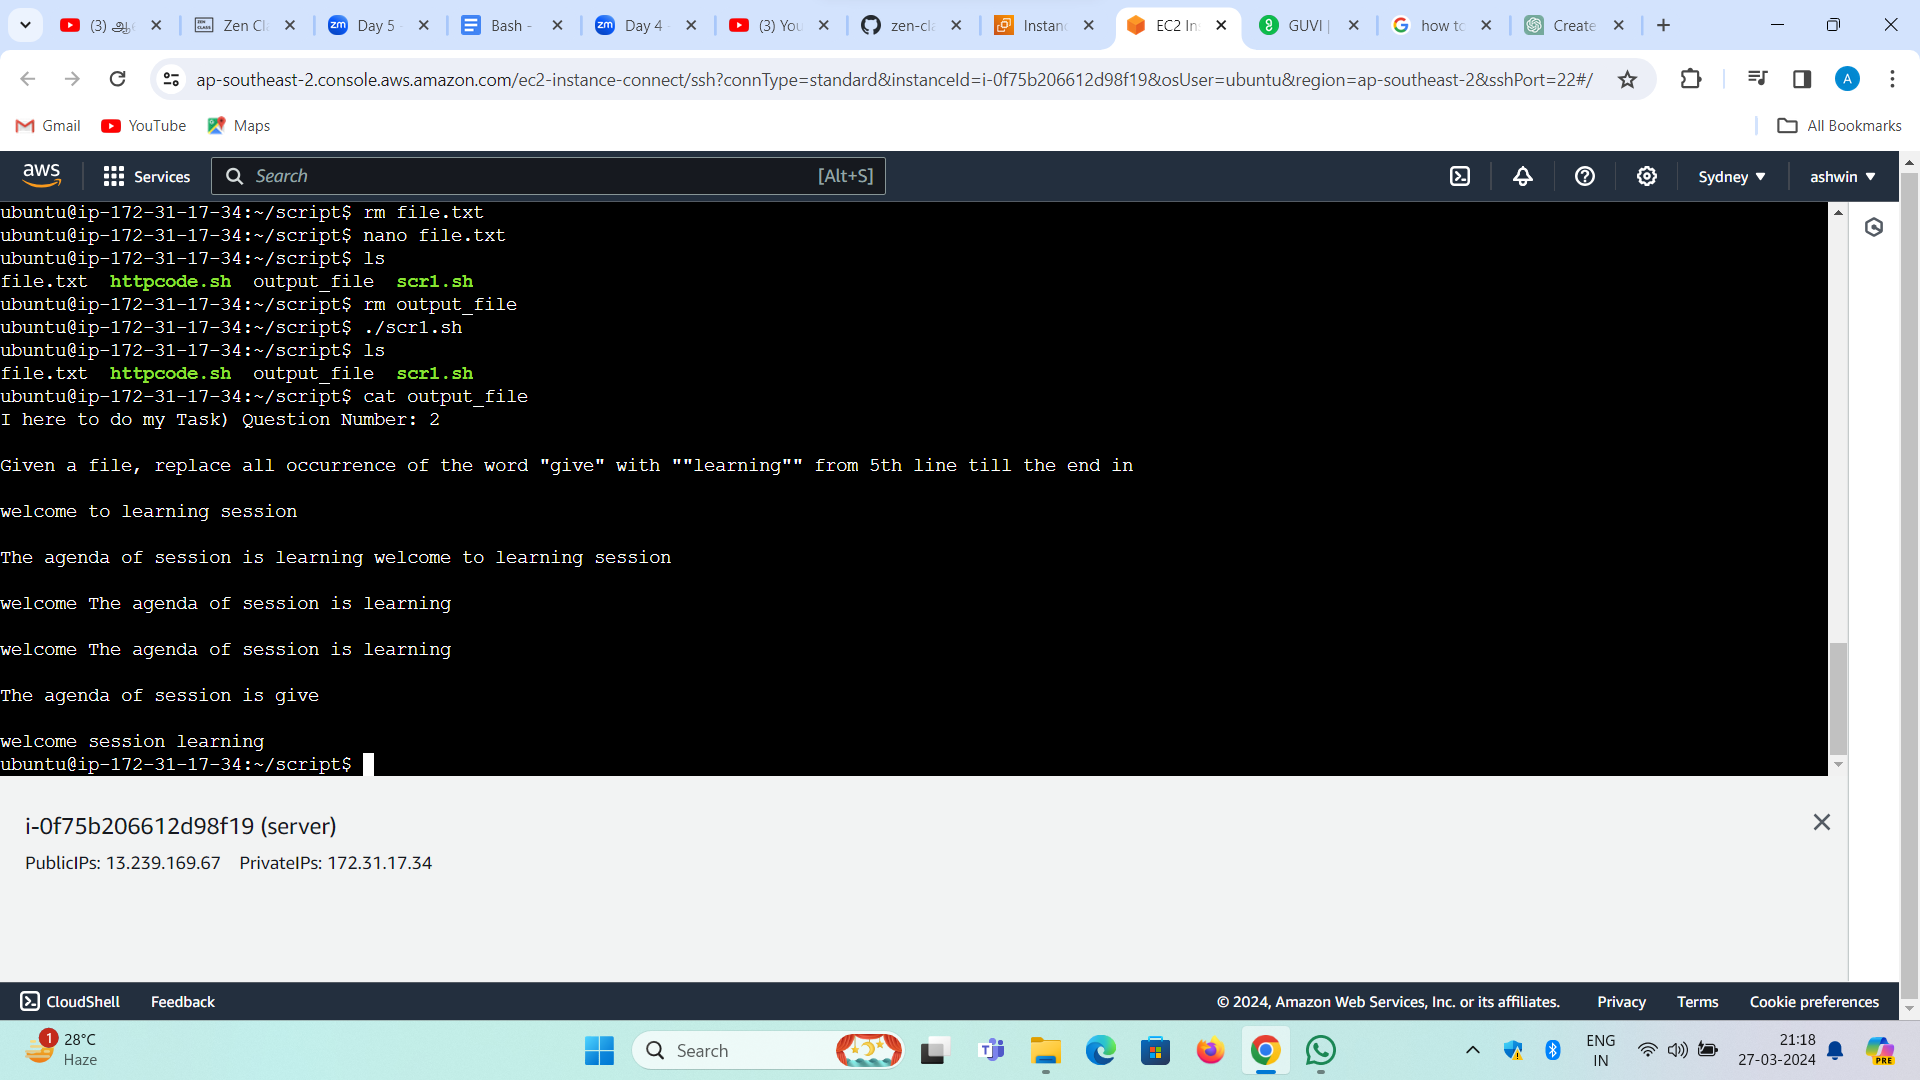 (3) ஆ
Zen Cl
Day 5
Bash -
Day 4
(3) You
zen-cl
Instan
EC2 In
GUVI |
how to
Create
ap-southeast-2.console.aws.amazon.com/ec2-instance-connect/ssh?connType=standard&instanceId=i-0f75b206612d98f19&osUser=ubuntu&region=ap-southeast-2&sshPort=22#/
A
Gmail YouTube Maps All Bookmarks
aws Services Search [Alt+S] Sydney ashwin
ubuntu@ip-172-31-17-34:~/script$ rm file.txt
ubuntu@ip-172-31-17-34:~/script$ nano file.txt
ubuntu@ip-172-31-17-34:~/script$ ls
file.txt httpcode.sh output_file scr1.sh
ubuntu@ip-172-31-17-34:~/script$ rm output_file
ubuntu@ip-172-31-17-34:~/script$ ./scr1.sh
ubuntu@ip-172-31-17-34:~/script$ ls
file.txt httpcode.sh output_file scr1.sh
ubuntu@ip-172-31-17-34:~/script$ cat output_file
I here to do my Task) Question Number: 2
Given a file, replace all occurrence of the word "give" with ""learning"" from 5th line till the end in
welcome to learning session
The agenda of session is learning welcome to learning session
welcome The agenda of session is learning
welcome The agenda of session is learning
The agenda of session is give
welcome session learning
ubuntu@ip-172-31-17-34:~/script$
i-0f75b206612d98f19 (server)
PublicIPs: 13.239.169.67 PrivateIPs: 172.31.17.34
CloudShell Feedback © 2024, Amazon Web Services, Inc. or its affiliates. Privacy Terms Cookie preferences
1 28°C
Haze
Search
ENG
IN
21:18
27-03-2024
PRE